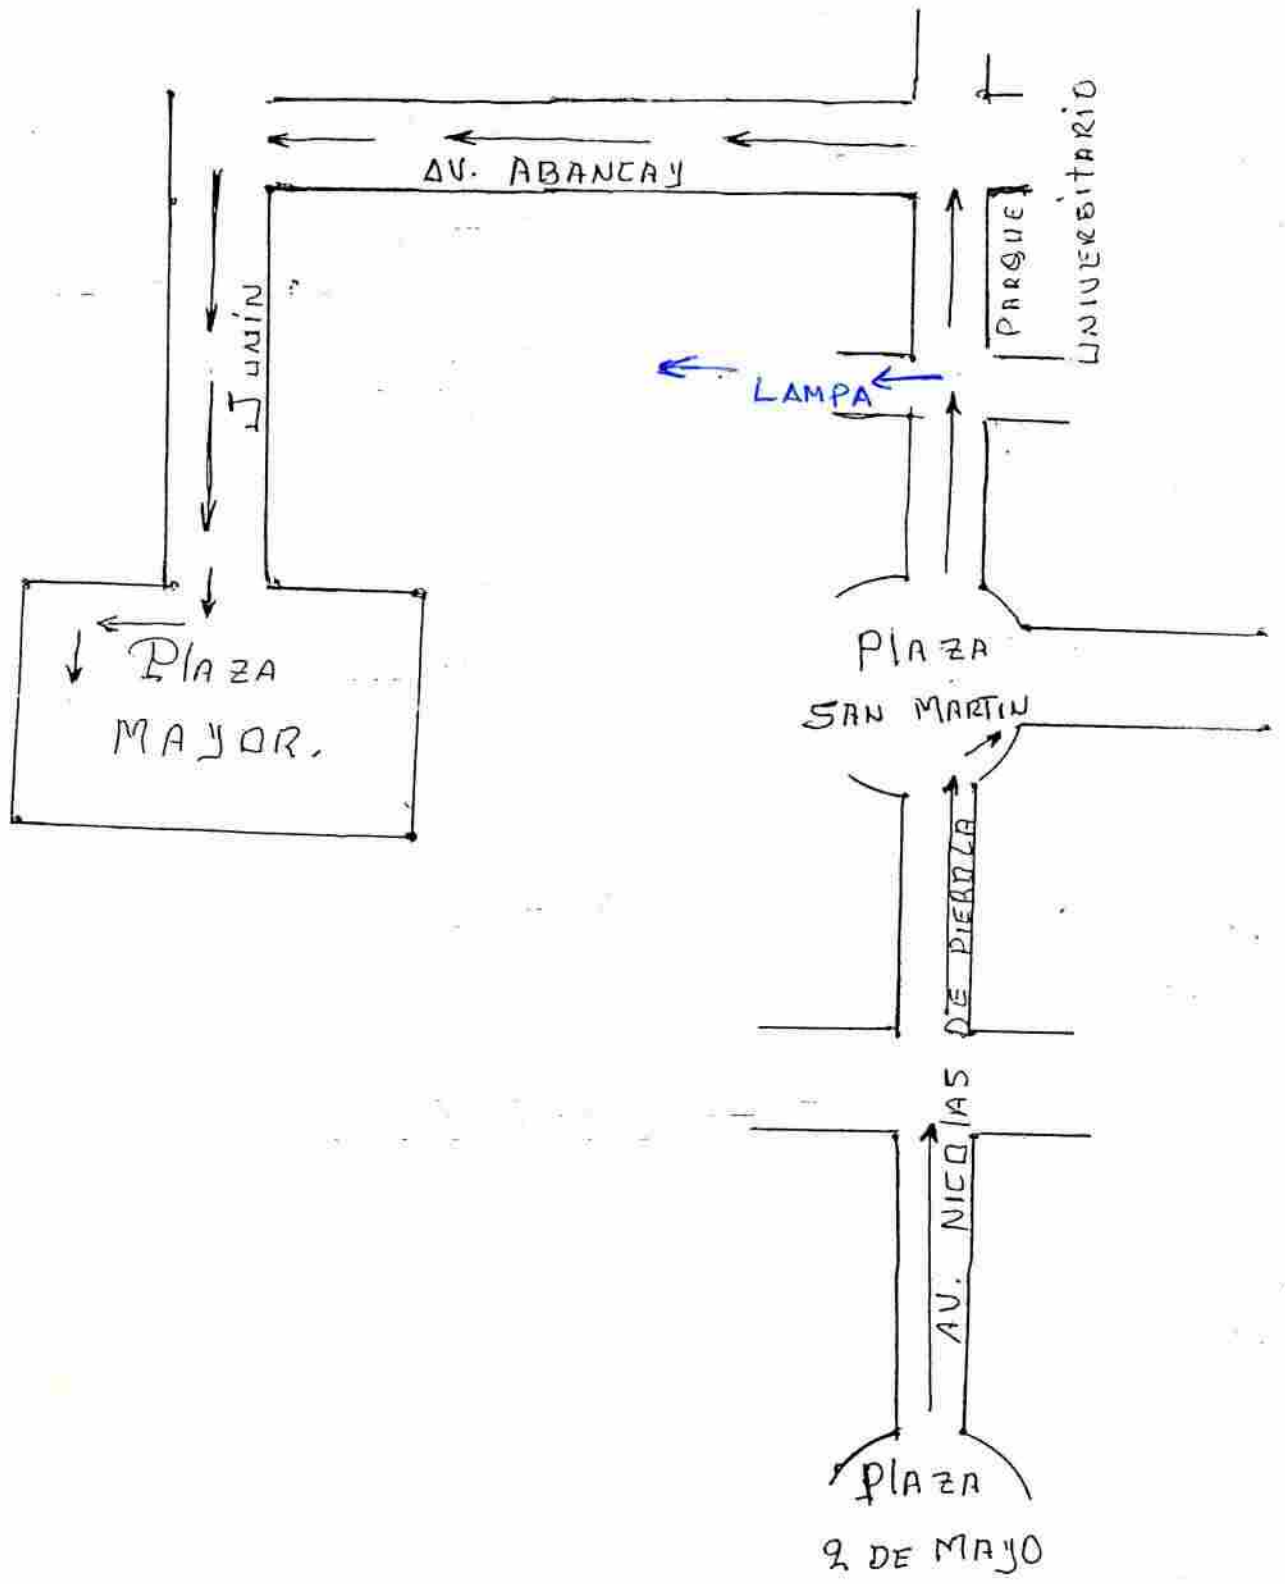 AV. ABANCAY
PARQUE
UNIVERSITARIO
JUNÍN
LAMPA
PlAZA
MAYOR.
PlAZA
SAN MARTIN
AV. NICOlAS DE PIEROLA
PlAZA
2 DE MAYO